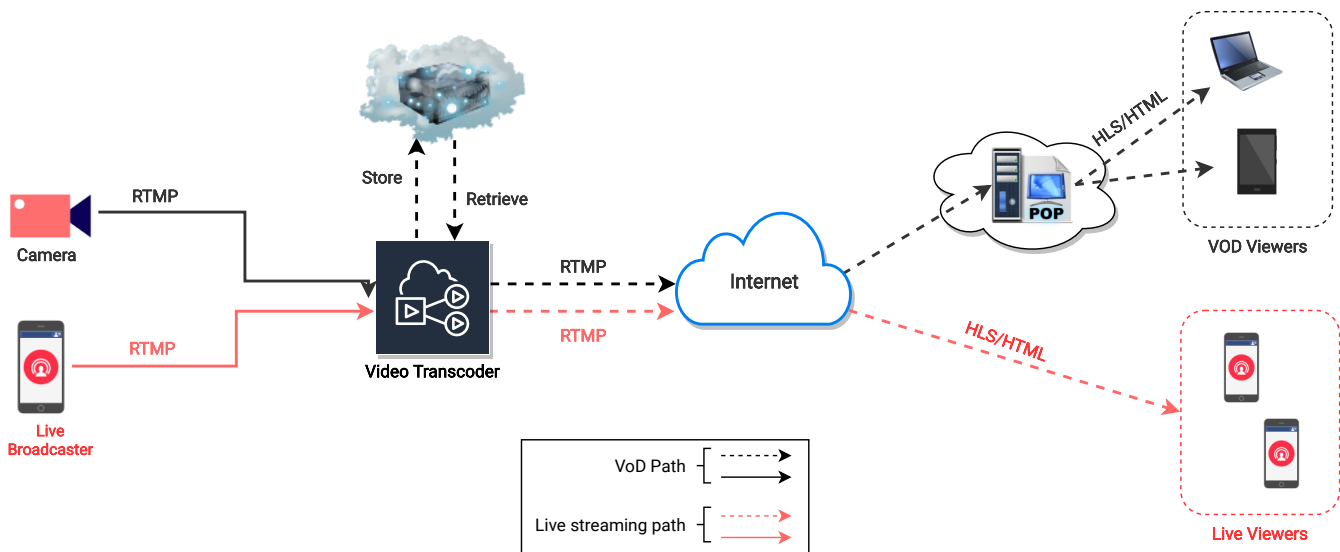 Store
Retrieve
RTMP
Camera
RTMP
Live
Broadcaster
Video Transcoder
RTMP
RTMP
Internet
POP
HLS/HTML
VOD Viewers
HLS/HTML
Live Viewers
VoD Path
Live streaming path